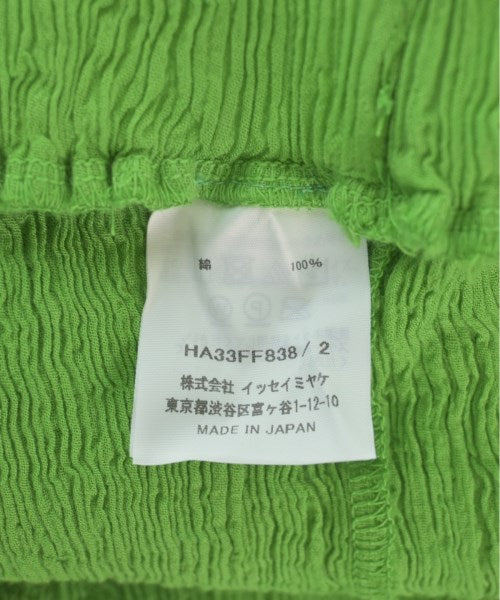 綿 100%
HA33FF838 / 2
株式会社 イッセイミヤケ
東京都渋谷区富ヶ谷1-12-10
MADE IN JAPAN